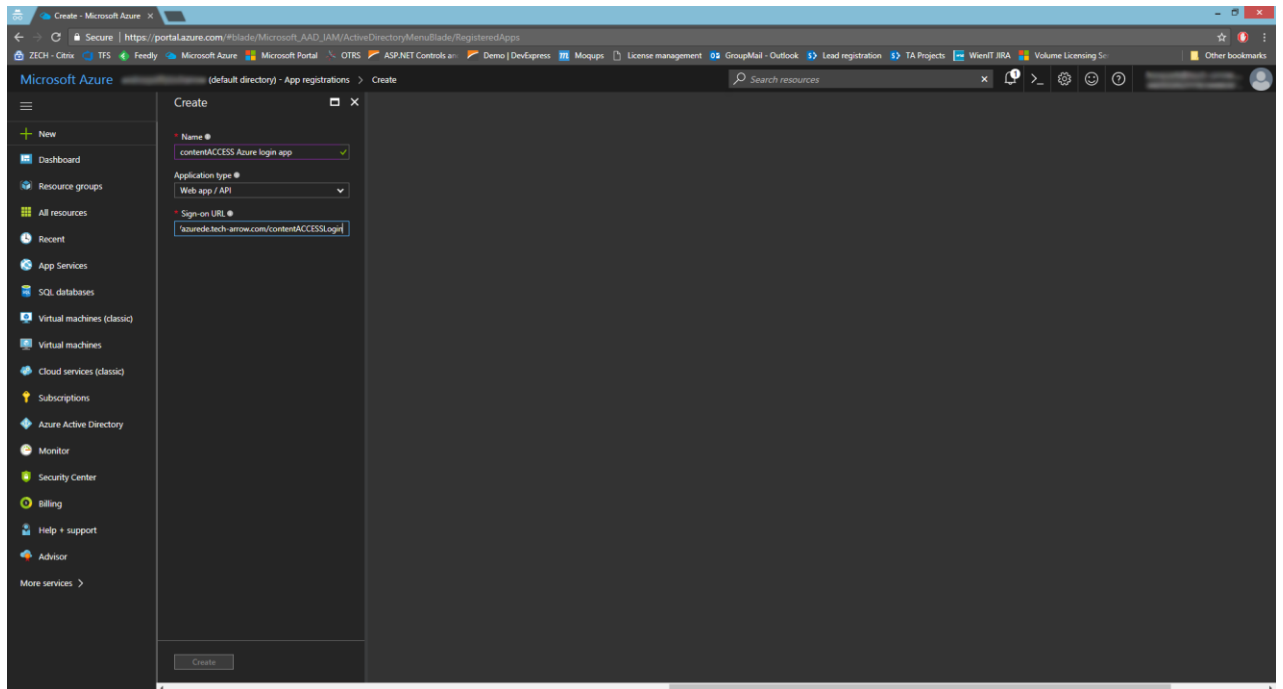 Create - Microsoft Azure
Secure | https://portal.azure.com/#blade/Microsoft_AAD_IAM/ActiveDirectoryMenuBlade/RegisteredApps
ZECH - Citrix TFS Feedly Microsoft Azure Microsoft Portal OTRS ASP.NET Controls an Demo | DevExpress Moqups License management GroupMail - Outlook Lead registration TA Projects WienIT JIRA Volume Licensing Se Other bookmarks
Microsoft Azure (default directory) - App registrations > Create Search resources 1
Create
New
* Name
contentACCESS Azure login app
Dashboard
Application type
Resource groups
Web app / API
All resources
* Sign-on URL
/azurede.tech-arrow.com/contentACCESSLogin
Recent
App Services
SQL databases
Virtual machines (classic)
Virtual machines
Cloud services (classic)
Subscriptions
Azure Active Directory
Monitor
Security Center
Billing
Help + support
Advisor
More services >
Create